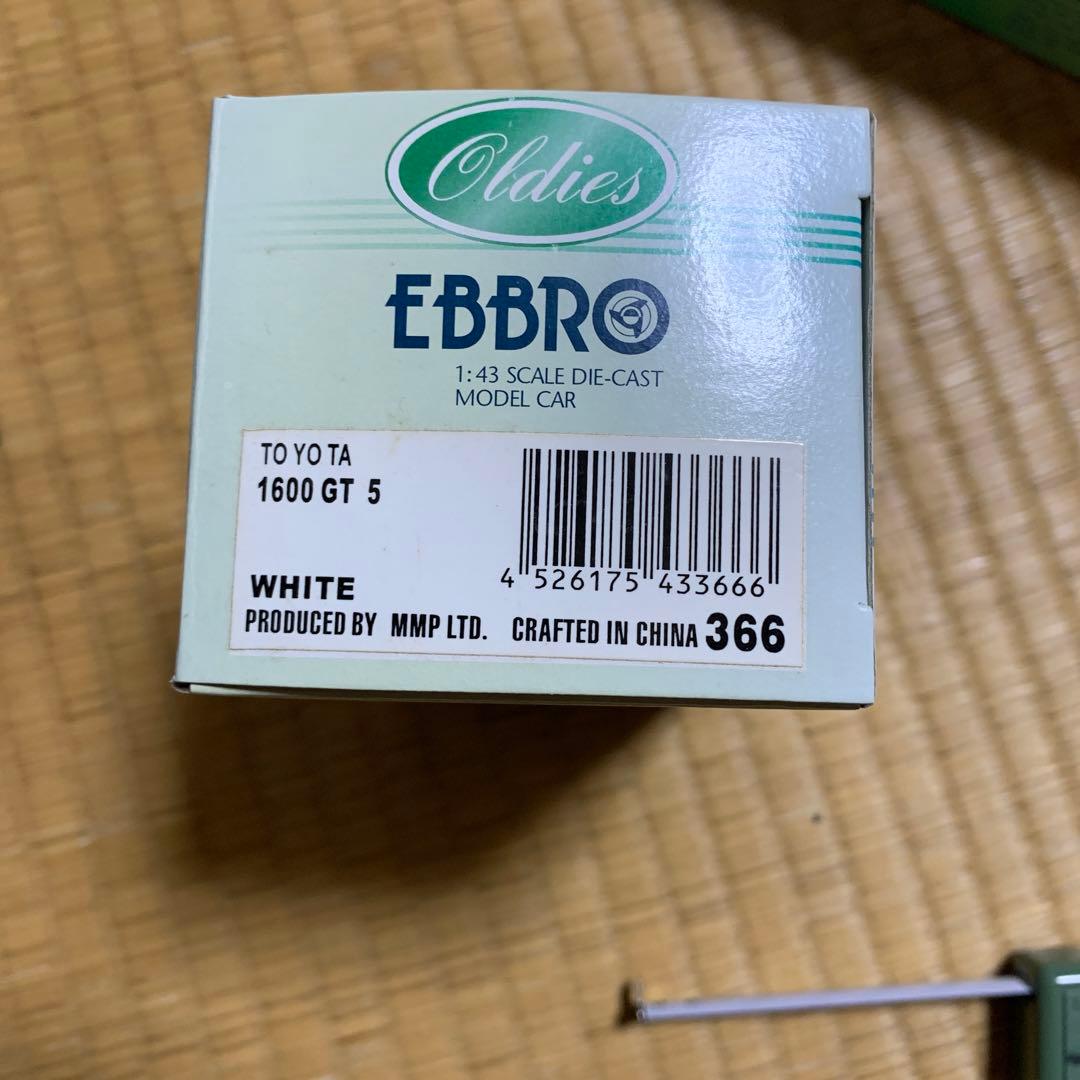 Oldies
EBBRO
1:43 SCALE DIE-CAST
MODEL CAR
TO YO TA
1600 GT 5
4 526175 433666
WHITE
PRODUCED BY MMP LTD. CRAFTED IN CHINA 366